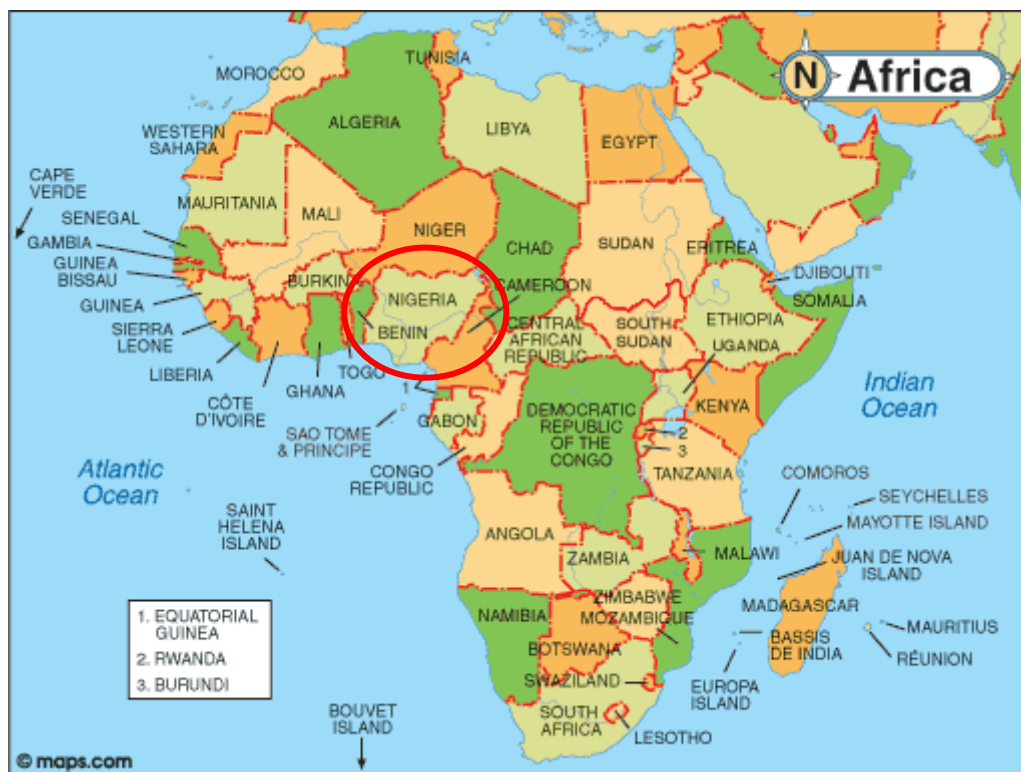 N Africa
TUNISIA
MOROCCO
ALGERIA
LIBYA
EGYPT
WESTERN
SAHARA
CAPE
VERDE
MAURITANIA
MALI
NIGER
CHAD
SUDAN
ERITREA
SENEGAL
GAMBIA
GUINEA
BISSAU
GUINEA
SIERRA
LEONE
LIBERIA
CÔTE
D'IVOIRE
GHANA
TOGO
BURKIN
NIGERIA
BENIN
CAMEROON
CENTRAL
AFRICAN
REPUBLIC
SOUTH
SUDAN
DJIBOUTI
SOMALIA
ETHIOPIA
UGANDA
KENYA
Indian
Ocean
1
SAO TOME
& PRINCIPE
GABON
CONGO
REPUBLIC
DEMOCRATIC
REPUBLIC
OF THE
CONGO
2
3
TANZANIA
Atlantic
Ocean
SAINT
HELENA
ISLAND
COMOROS
SEYCHELLES
MAYOTTE ISLAND
JUAN DE NOVA
ISLAND
ANGOLA
ZAMBIA
MALAWI
ZIMBABWE
MOZAMBIQUE
MADAGASCAR
MAURITIUS
BASSIS
DE INDIA
RÉUNION
NAMIBIA
BOTSWANA
SWAZILAND
EUROPA
ISLAND
SOUTH
AFRICA
LESOTHO
1. EQUATORIAL
GUINEA
2. RWANDA
3. BURUNDI
BOUVET
ISLAND
© maps.com